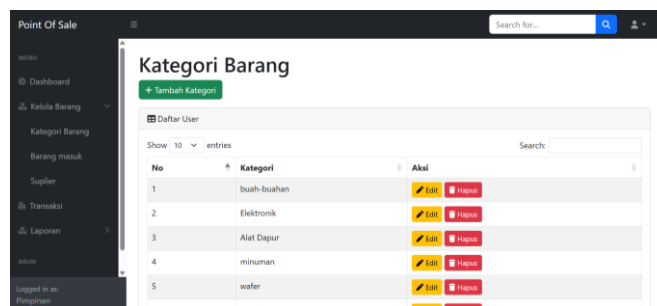 Point Of Sale
Search for...
MENU
Dashboard
Kelola Barang
Kategori Barang
Barang masuk
Suplier
Transaksi
Laporan
AKUN
Logged in as:
Pimpinan
Kategori Barang
+ Tambah Kategori
Daftar User
Show 10 entries
Search:
No Kategori Aksi
1 buah-buahan Edit Hapus
2 Elektronik Edit Hapus
3 Alat Dapur Edit Hapus
4 minuman Edit Hapus
5 wafer Edit Hapus